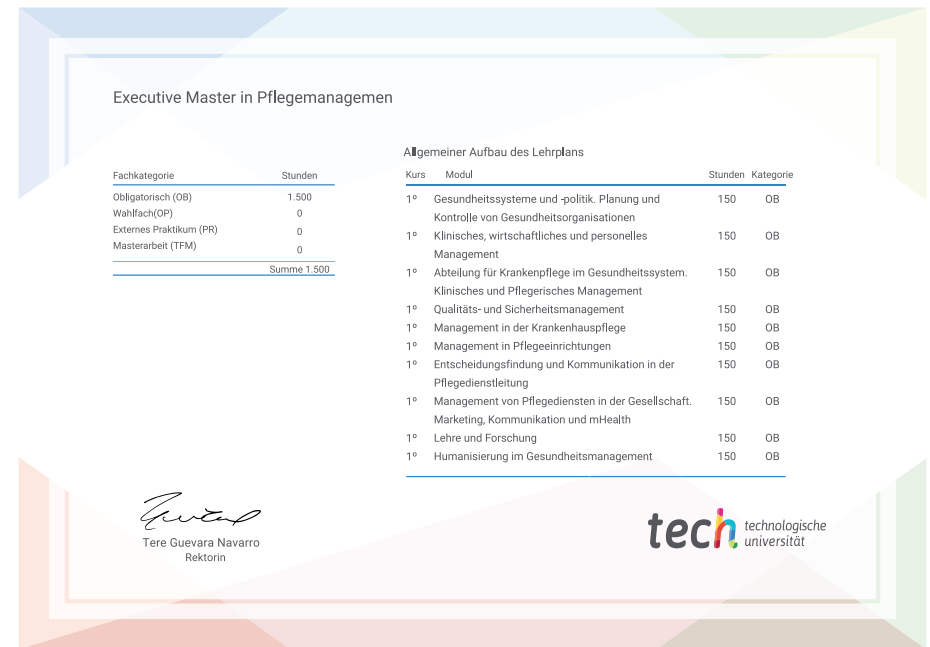 Executive Master in Pflegemanagemen
Allgemeiner Aufbau des Lehrplans
Fachkategorie Stunden
Obligatorisch (OB) 1.500
Wahlfach(OP) 0
Externes Praktikum (PR) 0
Masterarbeit (TFM) 0
Summe 1.500
Kurs Modul Stunden Kategorie
1º Gesundheitssysteme und -politik. Planung und 150 OB
Kontrolle von Gesundheitsorganisationen
1º Klinisches, wirtschaftliches und personelles 150 OB
Management
1º Abteilung für Krankenpflege im Gesundheitssystem. 150 OB
Klinisches und Pflegerisches Management
1º Qualitäts- und Sicherheitsmanagement 150 OB
1º Management in der Krankenhauspflege 150 OB
1º Management in Pflegeeinrichtungen 150 OB
1º Entscheidungsfindung und Kommunikation in der 150 OB
Pflegedienstleitung
1º Management von Pflegediensten in der Gesellschaft. 150 OB
Marketing, Kommunikation und mHealth
1º Lehre und Forschung 150 OB
1º Humanisierung im Gesundheitsmanagement 150 OB
Tere Guevara Navarro
Rektorin
tech technologische
universität